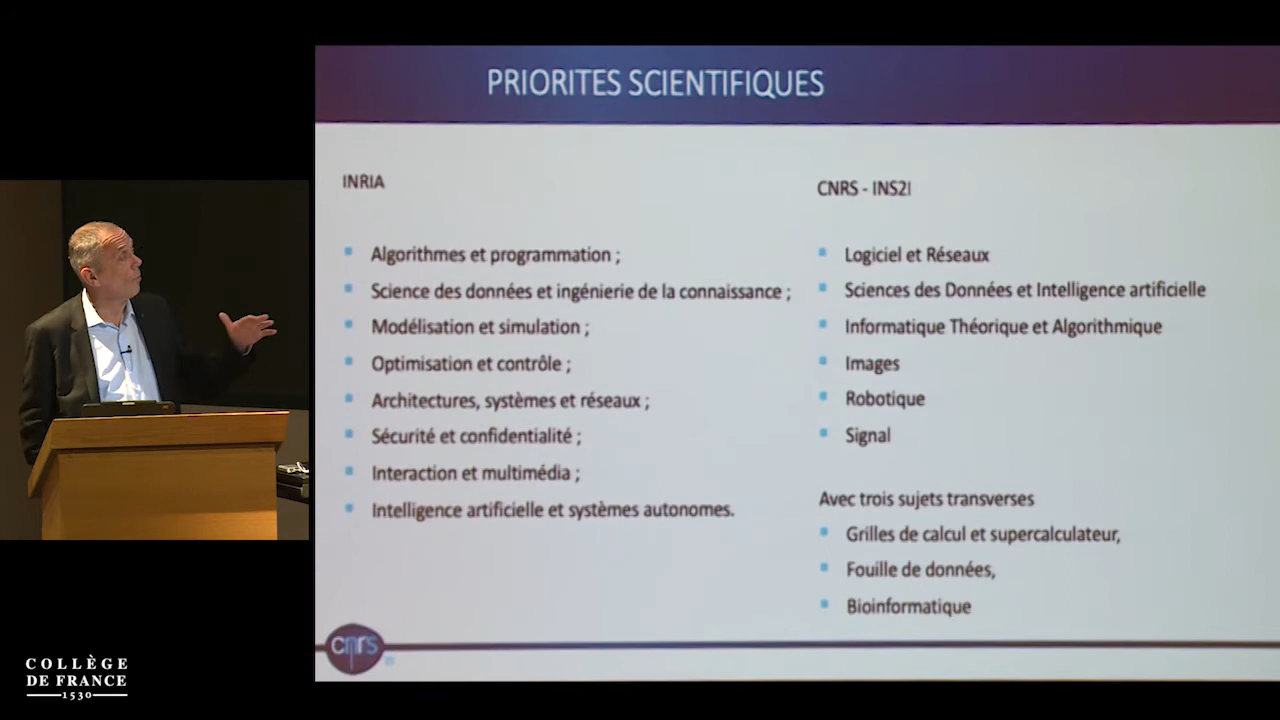 PRIORITES SCIENTIFIQUES
INRIA
Algorithmes et programmation ;
Science des données et ingénierie de la connaissance ;
Modélisation et simulation ;
Optimisation et contrôle ;
Architectures, systèmes et réseaux ;
Sécurité et confidentialité ;
Interaction et multimédia ;
Intelligence artificielle et systèmes autonomes.
CNRS - INS2I
Logiciel et Réseaux
Sciences des Données et Intelligence artificielle
Informatique Théorique et Algorithmique
Images
Robotique
Signal
Avec trois sujets transverses
Grilles de calcul et supercalculateur,
Fouille de données,
Bioinformatique
cnrs
COLLÈGE
DE FRANCE
1530